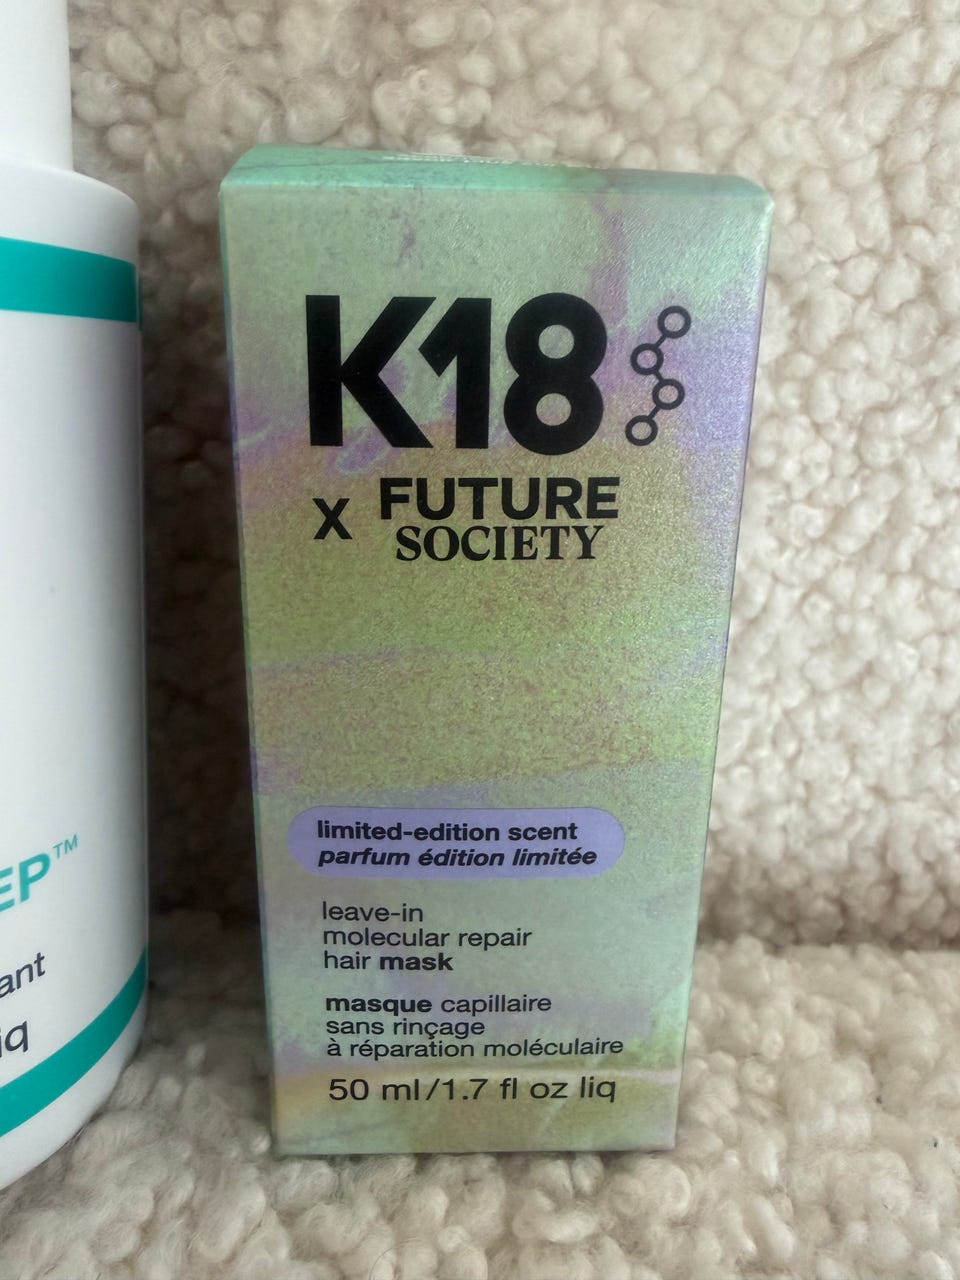 K18
x FUTURE
SOCIETY
limited-edition scent
parfum édition limitée
leave-in
molecular repair
hair mask
masque capillaire
sans rinçage
à réparation moléculaire
50 ml/1.7 fl oz liq
EP™
ant
iq